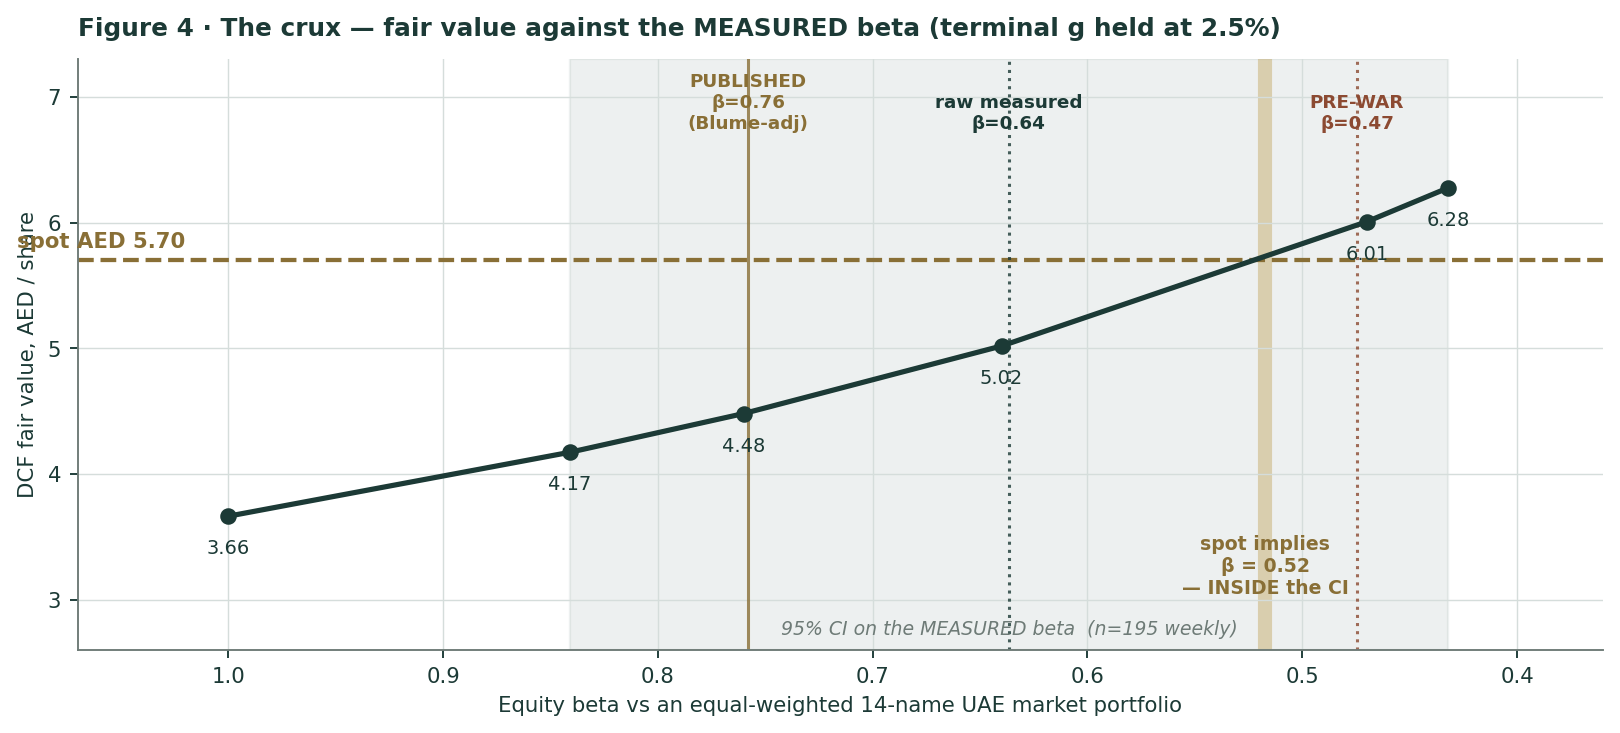 Figure 4 · The crux — fair value against the MEASURED beta (terminal g held at 2.5%)
PUBLISHED
β=0.76
(Blume-adj)
raw measured
β=0.64
PRE-WAR
β=0.47
7
6
5
4
3
DCF fair value, AED / share
spot AED 5.70
3.66
4.17
4.48
5.02
6.01
6.28
spot implies
β = 0.52
— INSIDE the CI
95% CI on the MEASURED beta (n=195 weekly)
1.0
0.9
0.8
0.7
0.6
0.5
0.4
Equity beta vs an equal-weighted 14-name UAE market portfolio